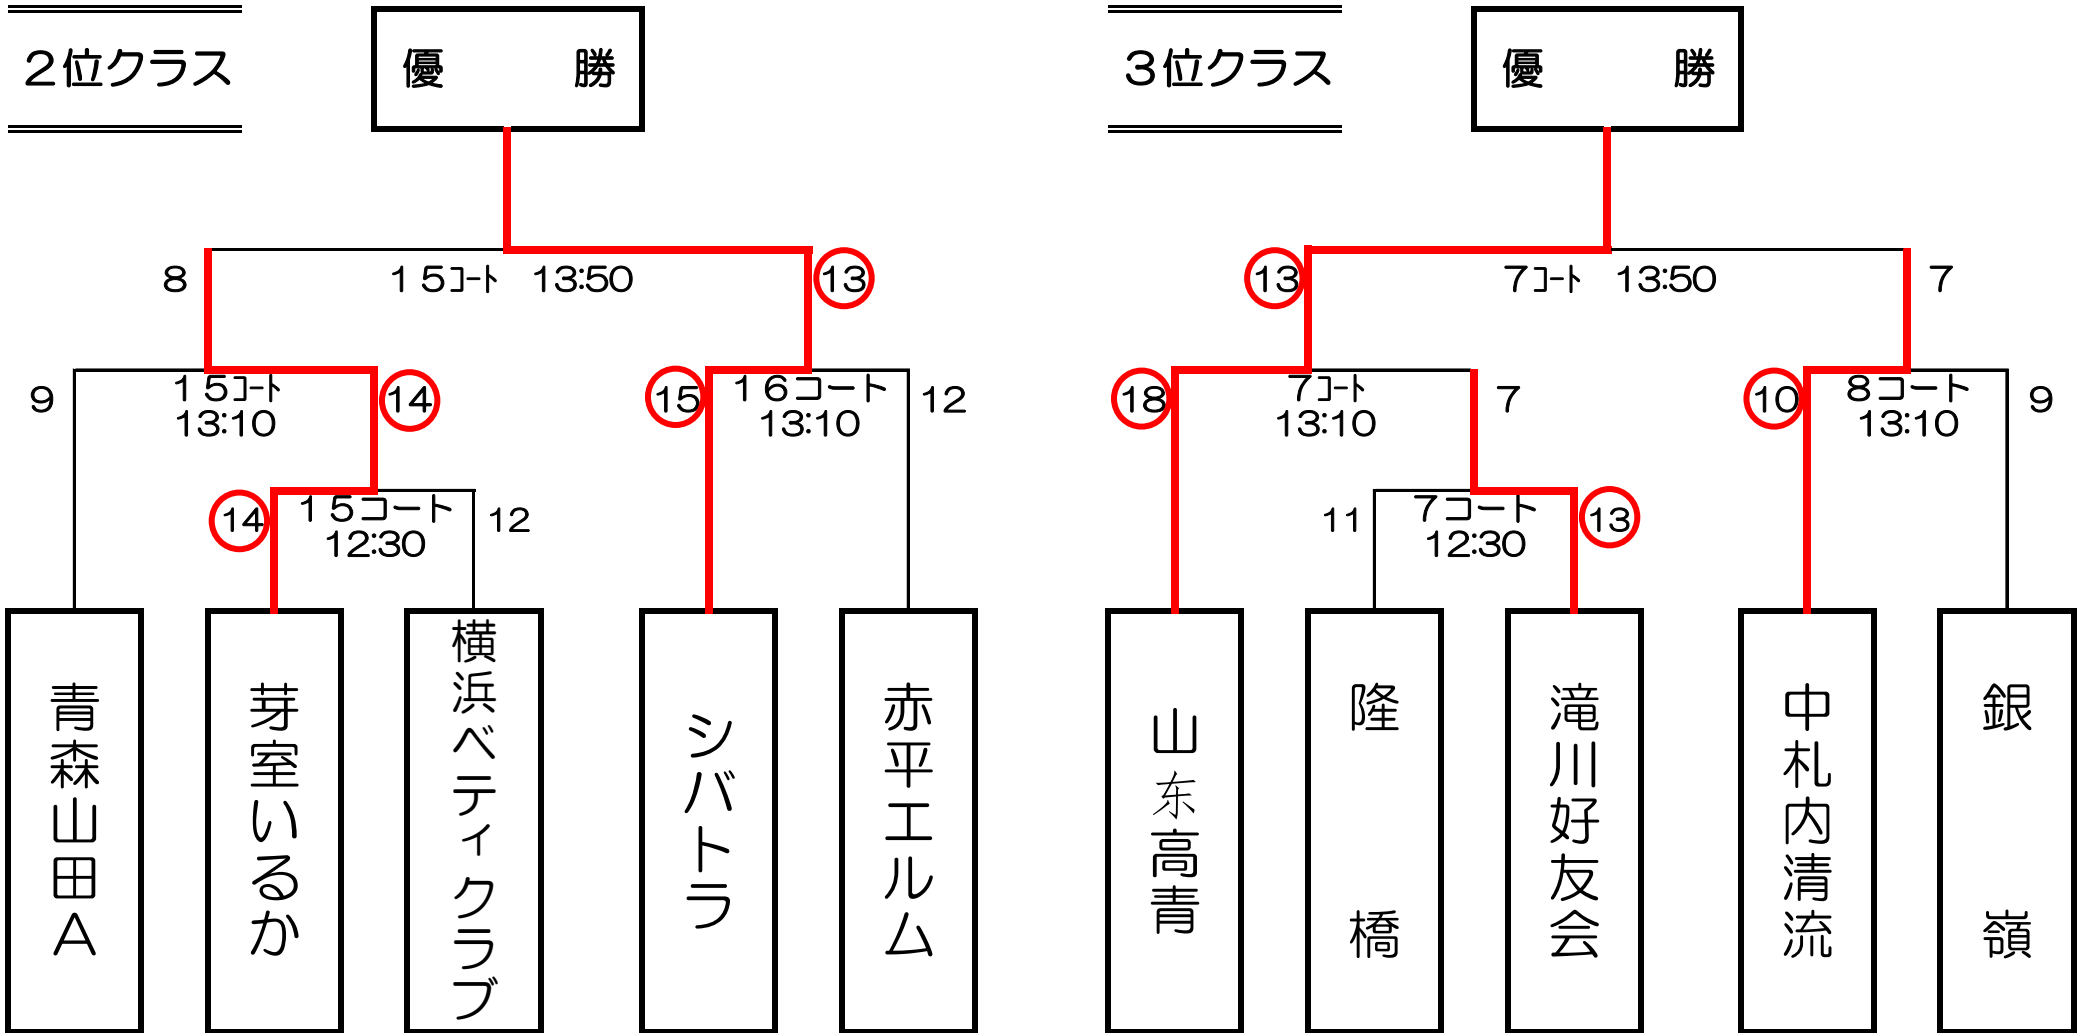 ２位クラス
優　勝
8
１５ｺｰﾄ　13:50
13
9
１５ｺｰﾄ
13:10
14
15
１６コート
13:10
12
14
１５コート
12:30
12
青森山田A
芽室いるか
横浜ベティクラブ
シバトラ
赤平エルム
３位クラス
優　勝
13
７ｺｰﾄ　13:50
7
18
７ｺｰﾄ
13:10
7
10
８コート
13:10
9
11
７コート
12:30
13
山东高青
隆橋
滝川好友会
中札内清流
銀嶺